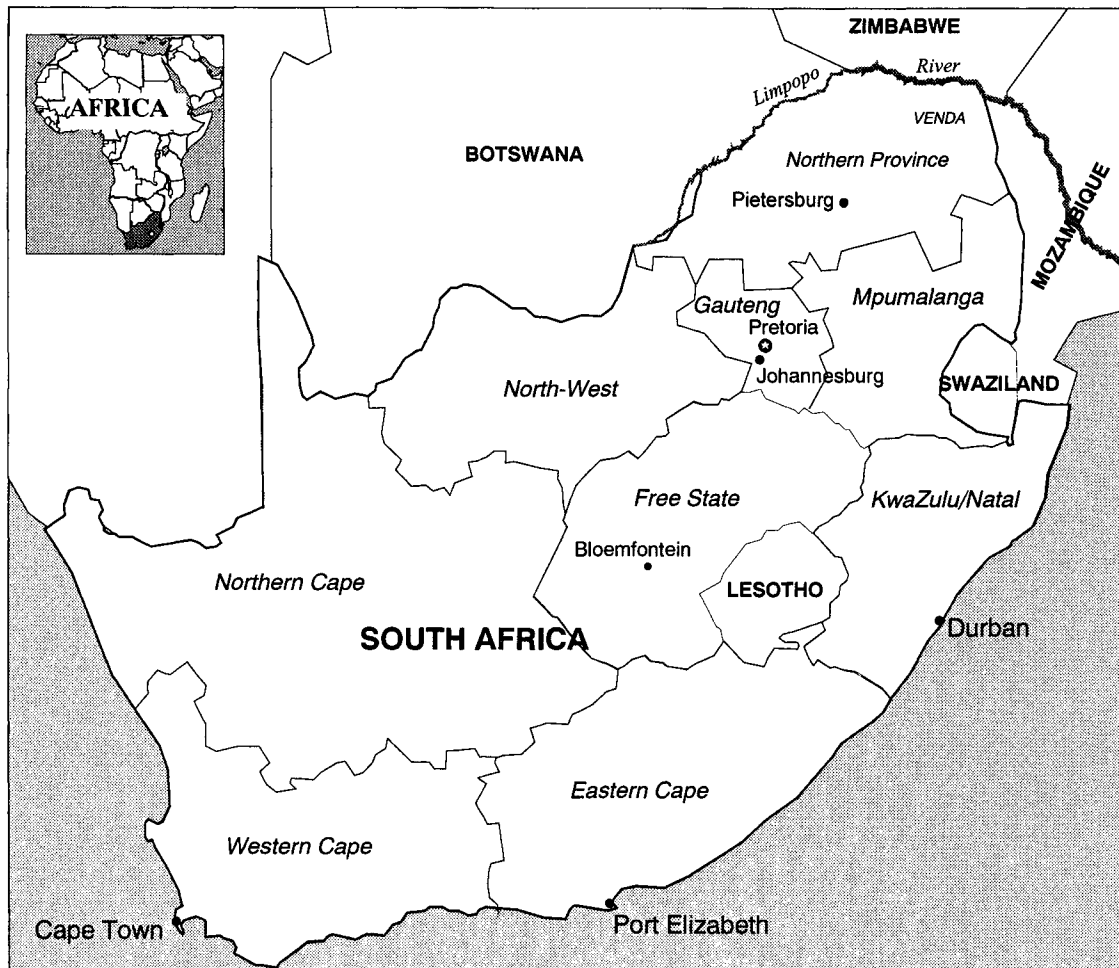 ZIMBABWE
AFRICA
Limpopo
River
VENDA
BOTSWANA
Northern Province
Pietersburg
MOZAMBIQUE
Gauteng
Mpumalanga
Pretoria
Johannesburg
North-West
SWAZILAND
Free State
KwaZulu/Natal
Bloemfontein
Northern Cape
LESOTHO
SOUTH AFRICA
Durban
Eastern Cape
Western Cape
Cape Town
Port Elizabeth